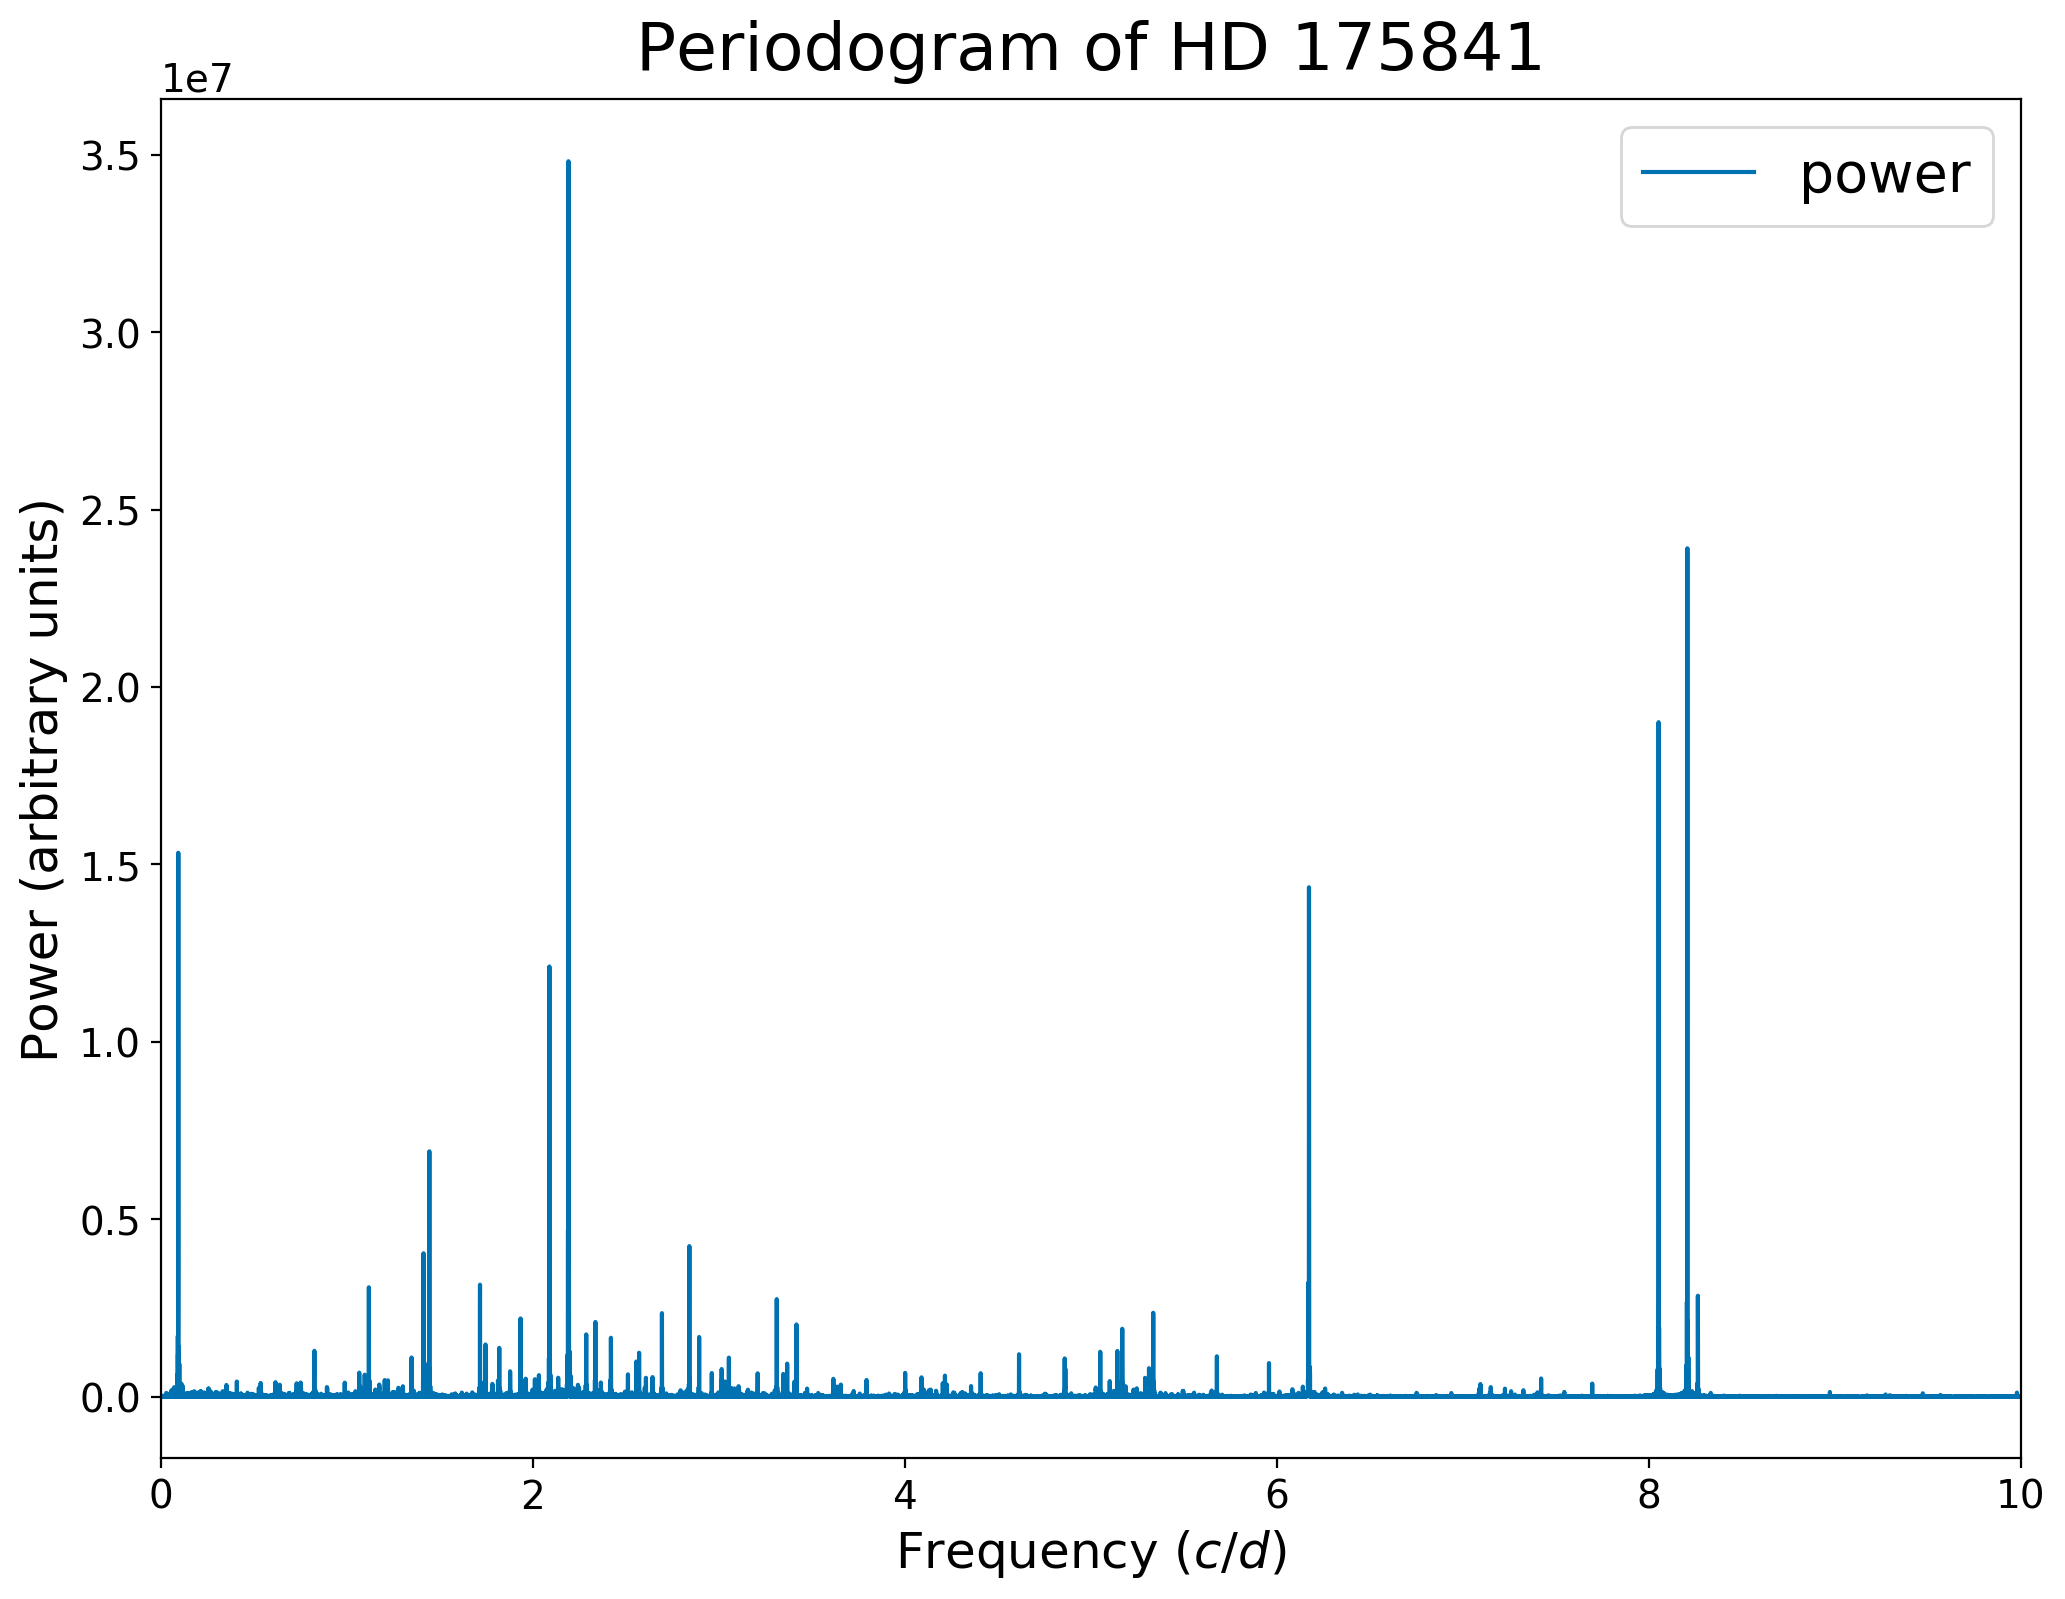 Periodogram of HD 175841
1e7
power
3.5
3.0
2.5
2.0
1.5
1.0
0.5
0.0
Power (arbitrary units)
0 2 4 6 8 10
Frequency (c/d)